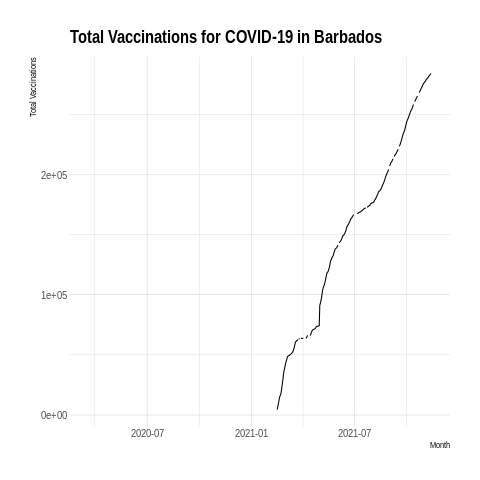 Total Vaccinations for COVID-19 in Barbados
Total Vaccinations
2e+05
1e+05
0e+00
2020-07 2021-01 2021-07
Month